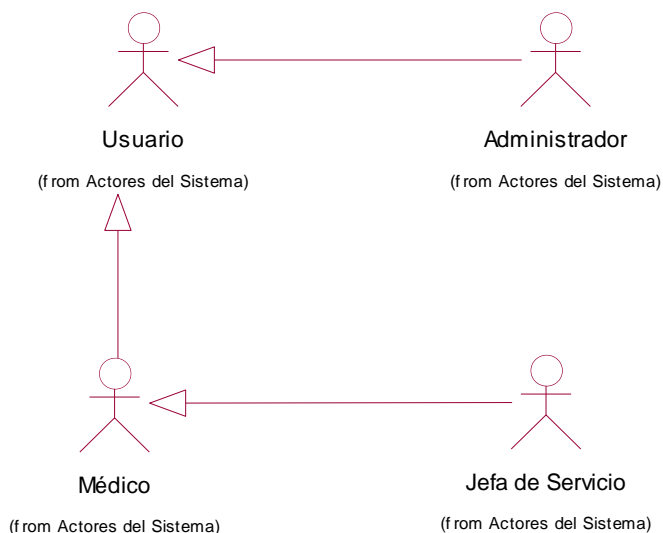 Usuario
(from Actores del Sistema)
Administrador
(from Actores del Sistema)
Médico
(from Actores del Sistema)
Jefa de Servicio
(from Actores del Sistema)